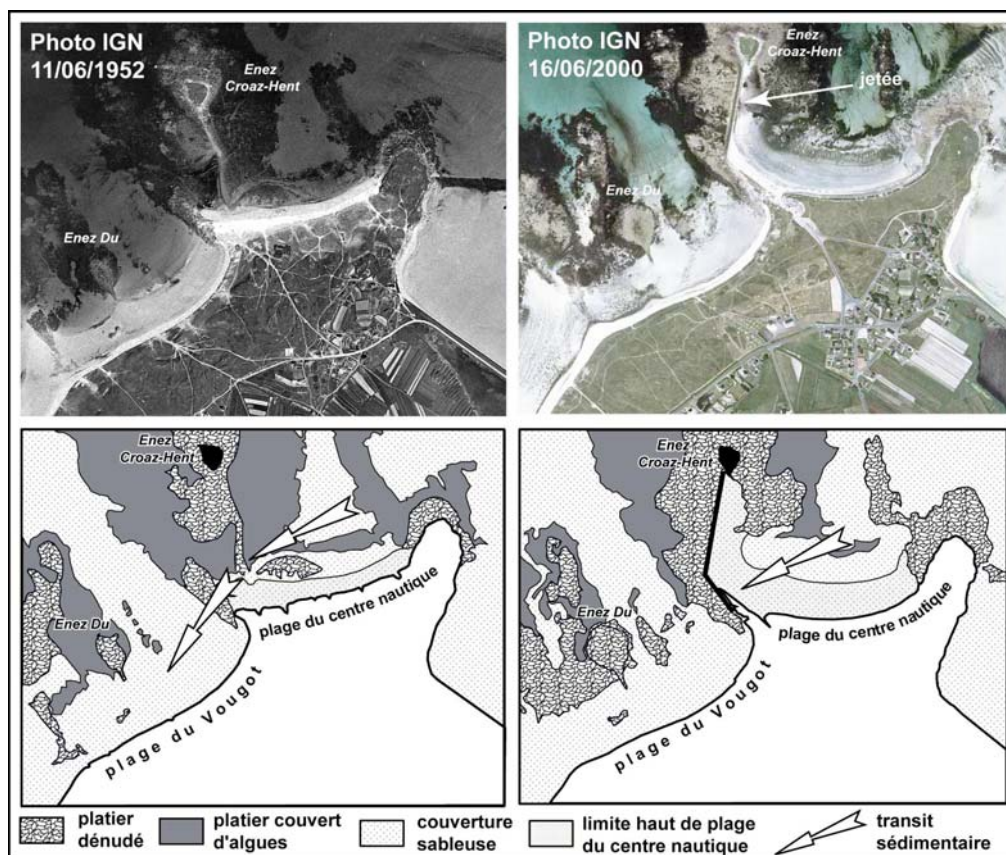 Photo IGN
11/06/1952
Enez
Croaz-Hent
Enez Du
Photo IGN
16/06/2000
Enez
Croaz-Hent
jetée
Enez Du
Enez
Croaz-Hent
Enez Du
plage du centre nautique
plage du Vougot
Enez
Croaz-Hent
Enez Du
plage du centre nautique
plage du Vougot
platier
dénudé
platier couvert
d'algues
couverture
sableuse
limite haut de plage
du centre nautique
transit
sédimentaire